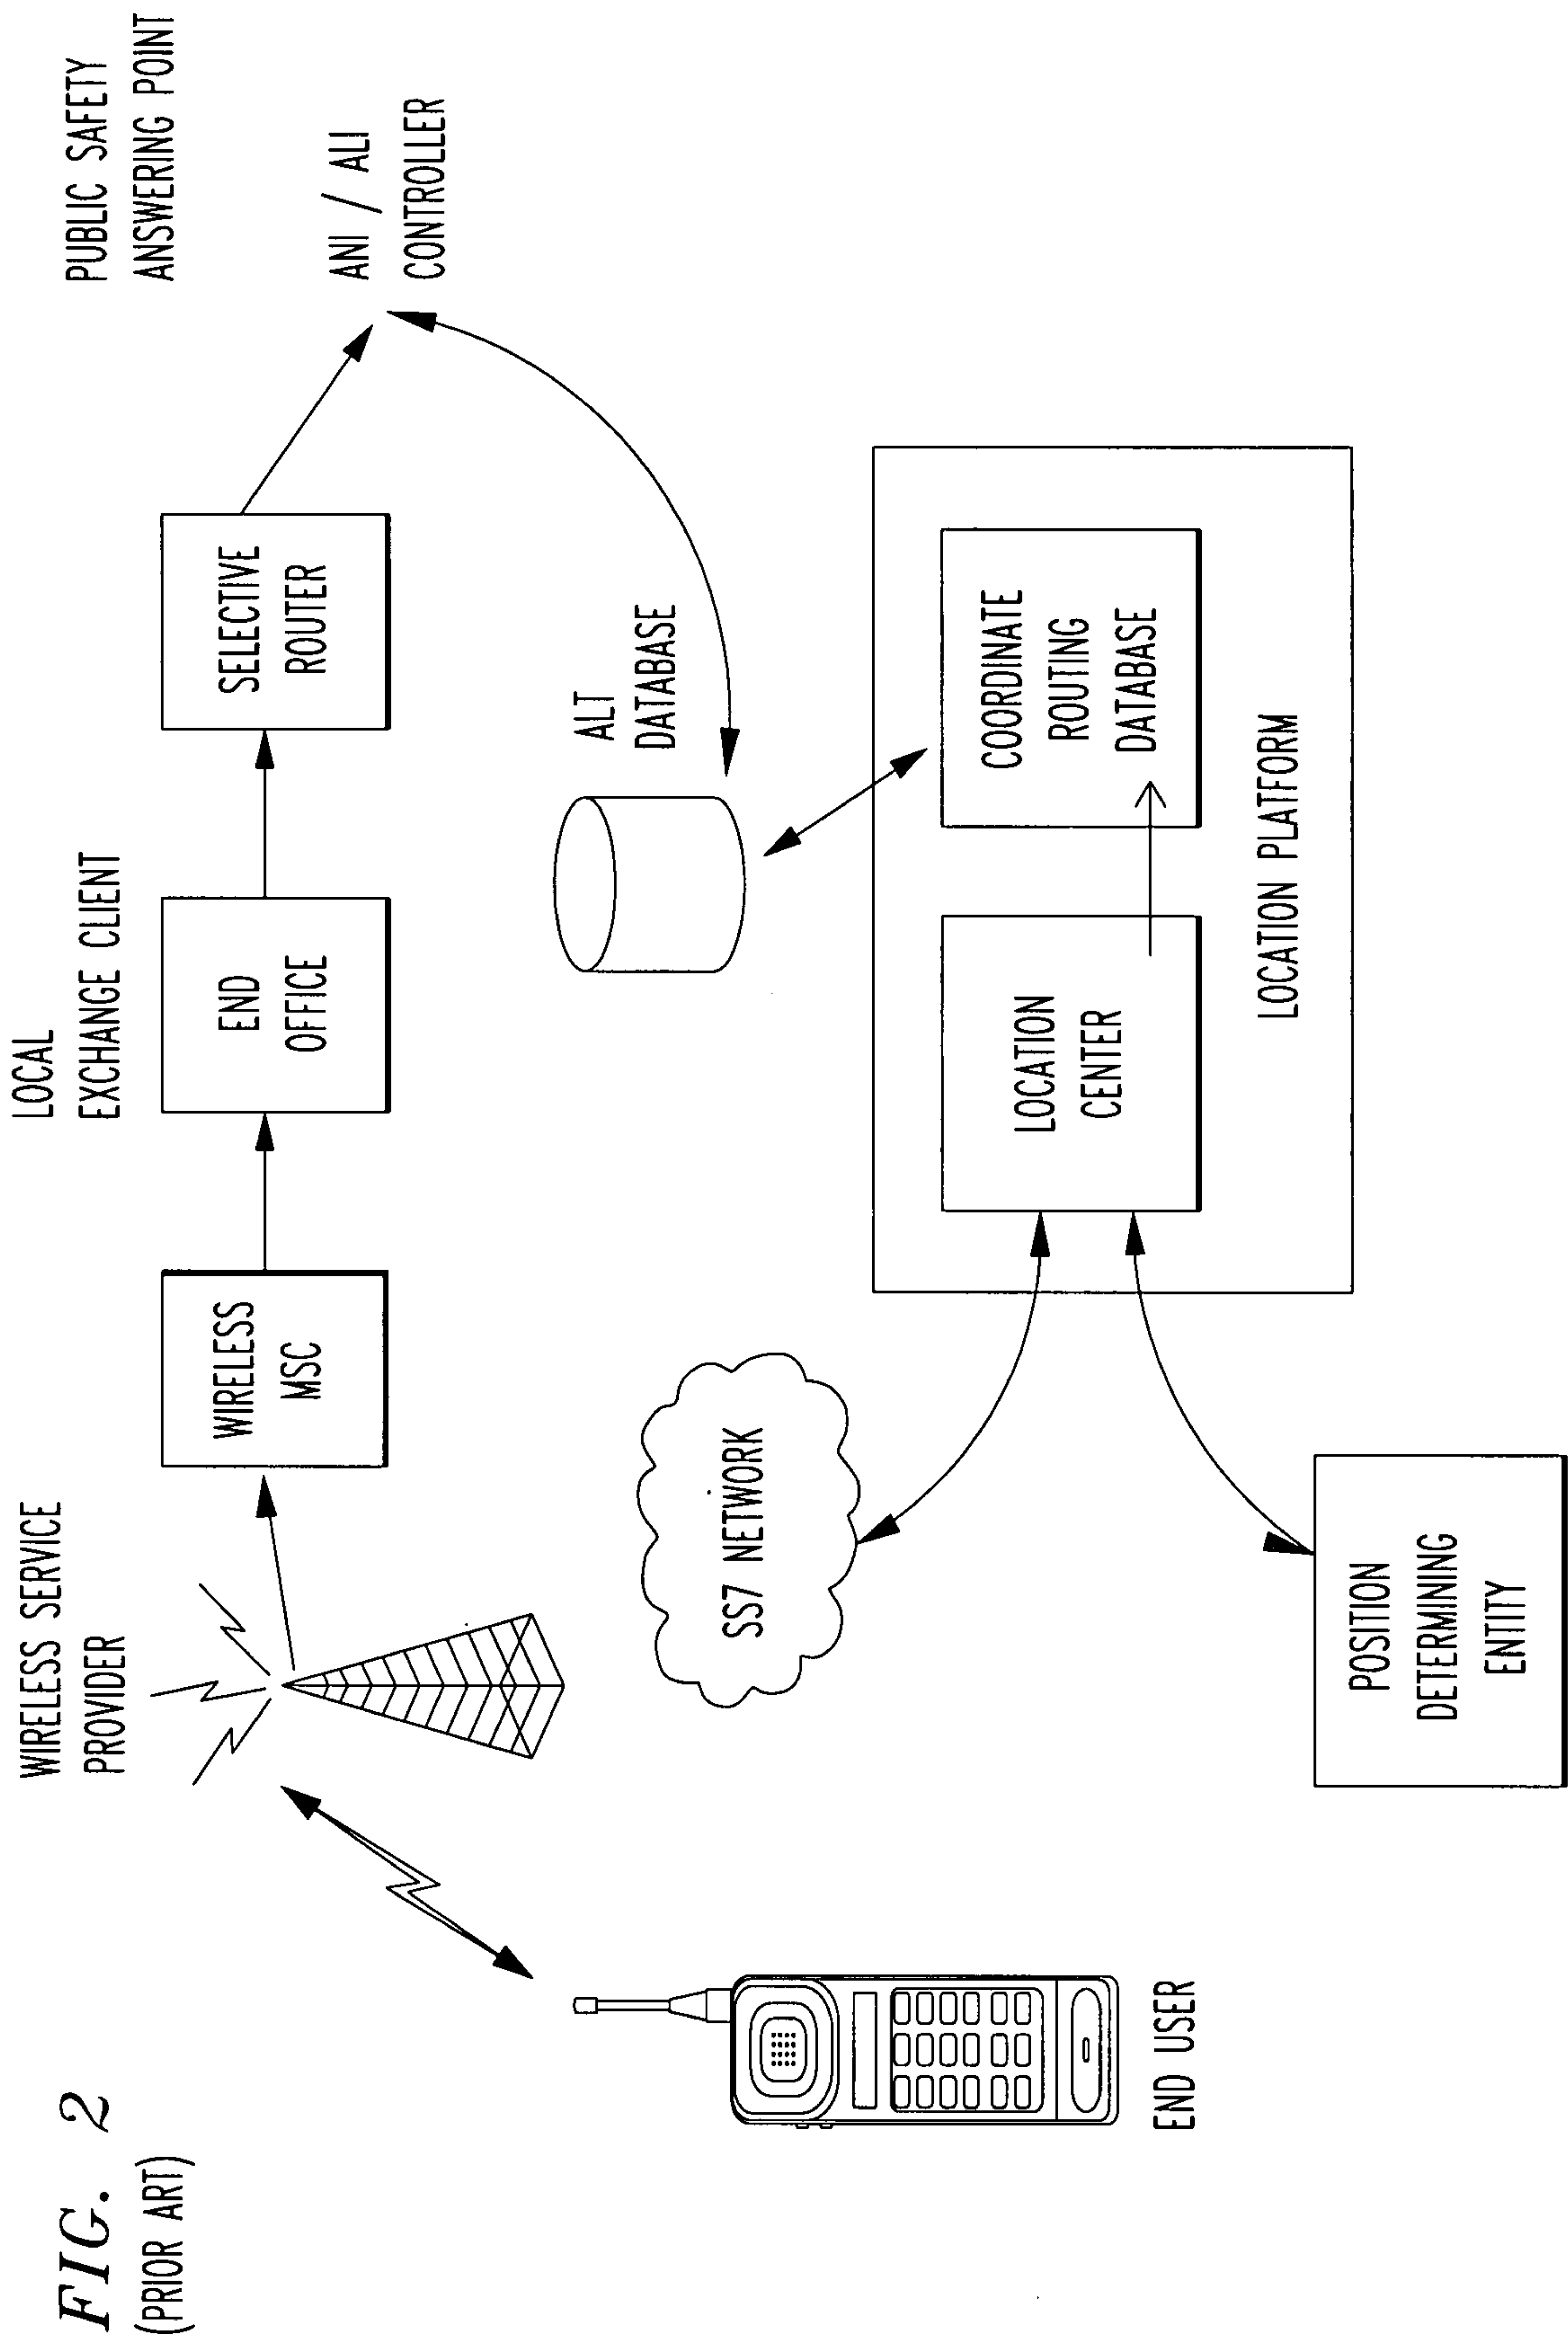 FIG. 2
(PRIOR ART)
WIRELESS SERVICE
PROVIDER
LOCAL
EXCHANGE CLIENT
PUBLIC SAFETY
ANSWERING POINT
WIRELESS
MSC
END
OFFICE
SELECTIVE
ROUTER
ANI / ALI
CONTROLLER
ALT
DATABASE
SS7 NETWORK
LOCATION
CENTER
COORDINATE
ROUTING
DATABASE
LOCATION PLATFORM
END USER
POSITION
DETERMINING
ENTITY